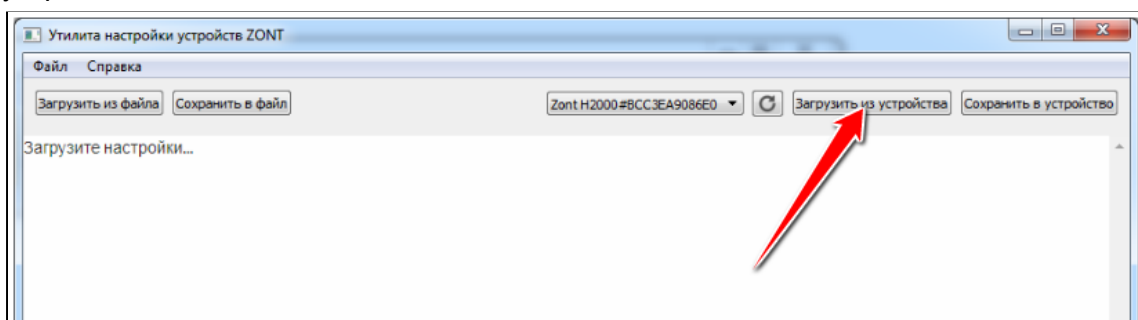 Утилита настройки устройств ZONT
Файл Справка
Загрузить из файла Сохранить в файл Zont H2000#BCC3EA9086E0 Загрузить из устройства Сохранить в устройство
Загрузите настройки...